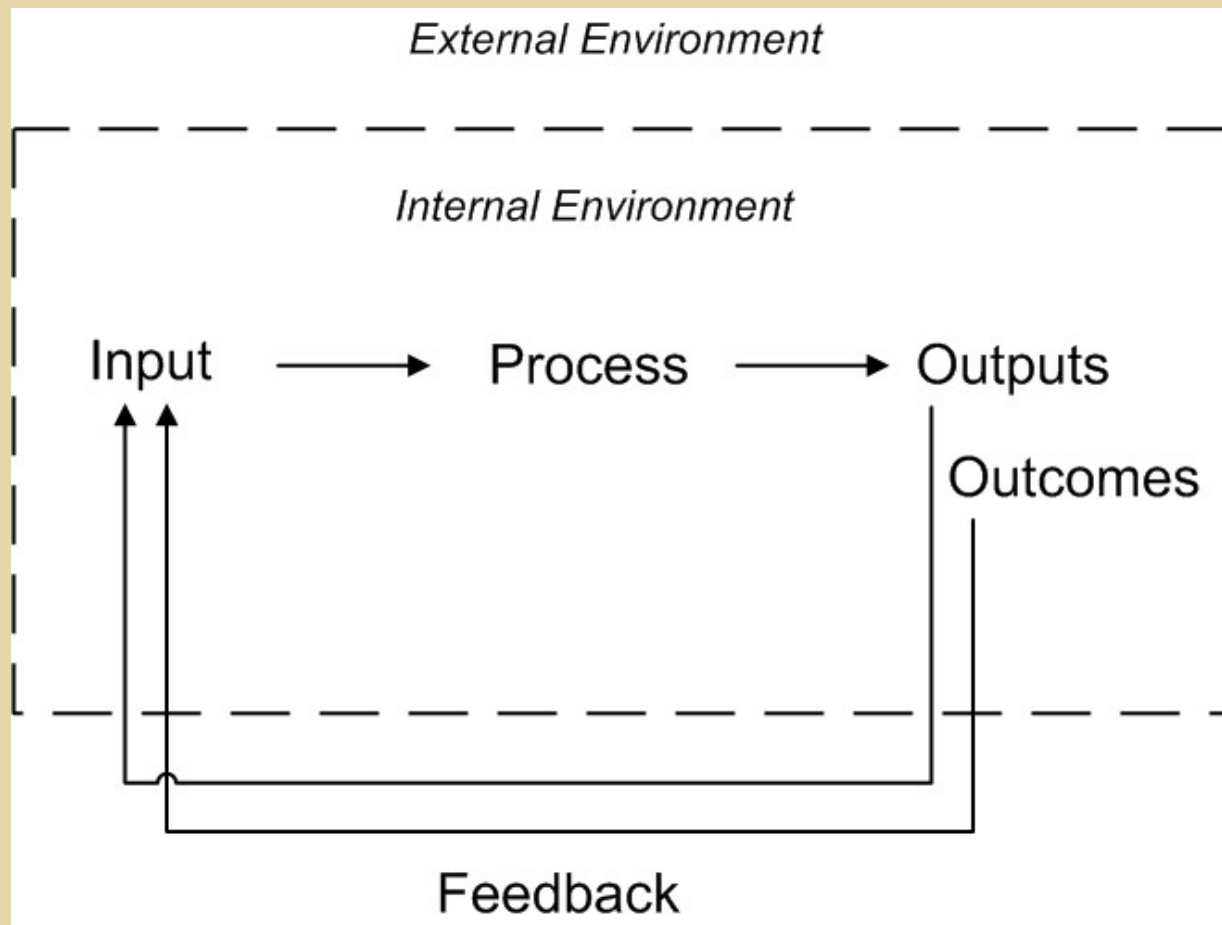 External Environment
Internal Environment
Input
Process
Outputs
Outcomes
Feedback